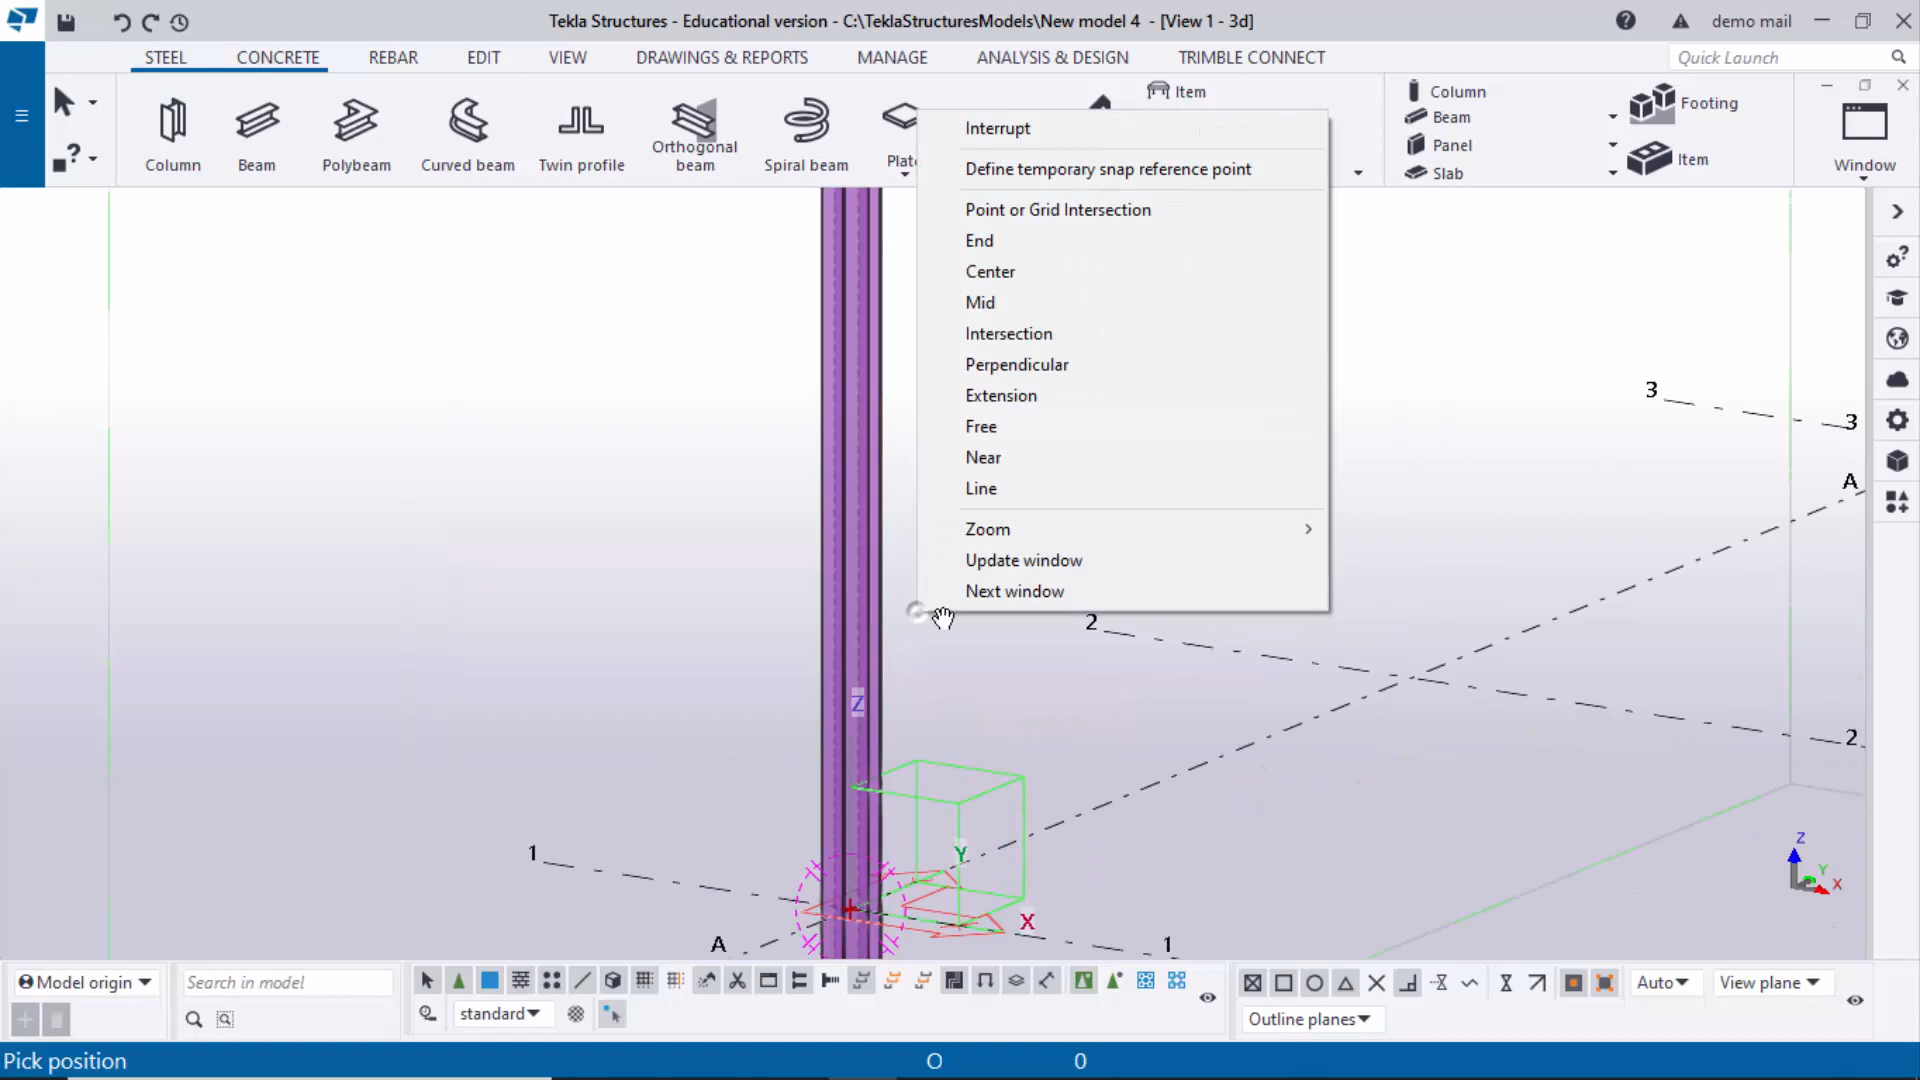 Tekla Structures - Educational version - C:\TeklaStructuresModels\New model 4 - [View 1 - 3d]
demo mail
STEEL CONCRETE REBAR EDIT VIEW DRAWINGS & REPORTS MANAGE ANALYSIS & DESIGN TRIMBLE CONNECT
Quick Launch
Column
Beam
Polybeam
Curved beam
Twin profile
Orthogonal
beam
Spiral beam
Plate
Item
Column
Beam
Panel
Slab
Footing
Item
Window
Interrupt
Define temporary snap reference point
Point or Grid Intersection
End
Center
Mid
Intersection
Perpendicular
Extension
Free
Near
Line
Zoom
Update window
Next window
3
3
A
2
2
Z
Y
X
1
1
A
Z
Y
X
Model origin
Search in model
standard
Auto
View plane
Outline planes
Pick position
O
0